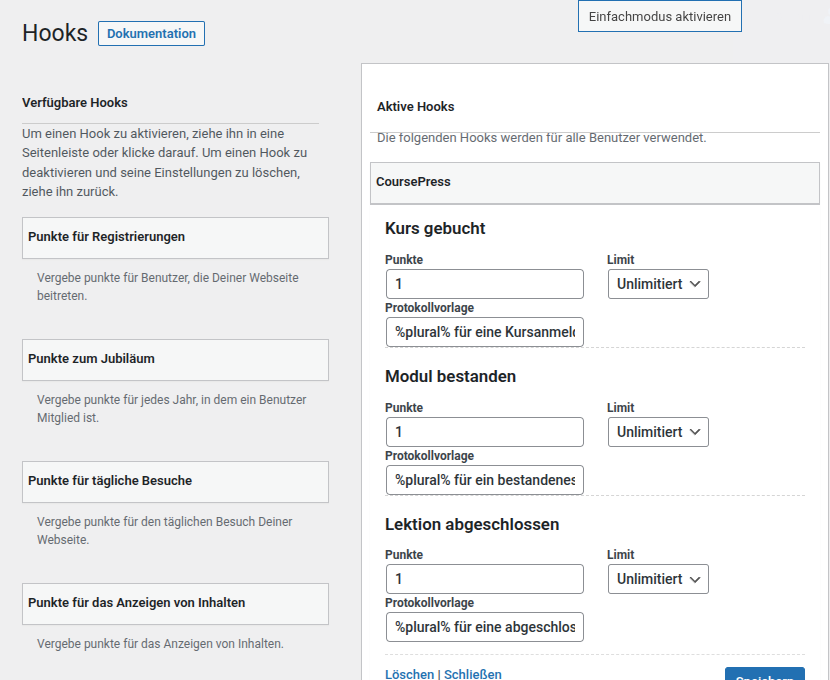 Hooks
Dokumentation
Einfachmodus aktivieren
Verfügbare Hooks
Um einen Hook zu aktivieren, ziehe ihn in eine
Seitenleiste oder klicke darauf. Um einen Hook zu
deaktivieren und seine Einstellungen zu löschen,
ziehe ihn zurück.
Punkte für Registrierungen
Vergebe punkte für Benutzer, die Deiner Webseite
beitreten.
Punkte zum Jubiläum
Vergebe punkte für jedes Jahr, in dem ein Benutzer
Mitglied ist.
Punkte für tägliche Besuche
Vergebe punkte für den täglichen Besuch Deiner
Webseite.
Punkte für das Anzeigen von Inhalten
Vergebe punkte für das Anzeigen von Inhalten.
Aktive Hooks
Die folgenden Hooks werden für alle Benutzer verwendet.
CoursePress
Kurs gebucht
Punkte Limit
1 Unlimitiert
Protokollvorlage
%plural% für eine Kursanmeld
Modul bestanden
Punkte Limit
1 Unlimitiert
Protokollvorlage
%plural% für ein bestandenes
Lektion abgeschlossen
Punkte Limit
1 Unlimitiert
Protokollvorlage
%plural% für eine abgeschlos
Löschen | Schließen
Speichern